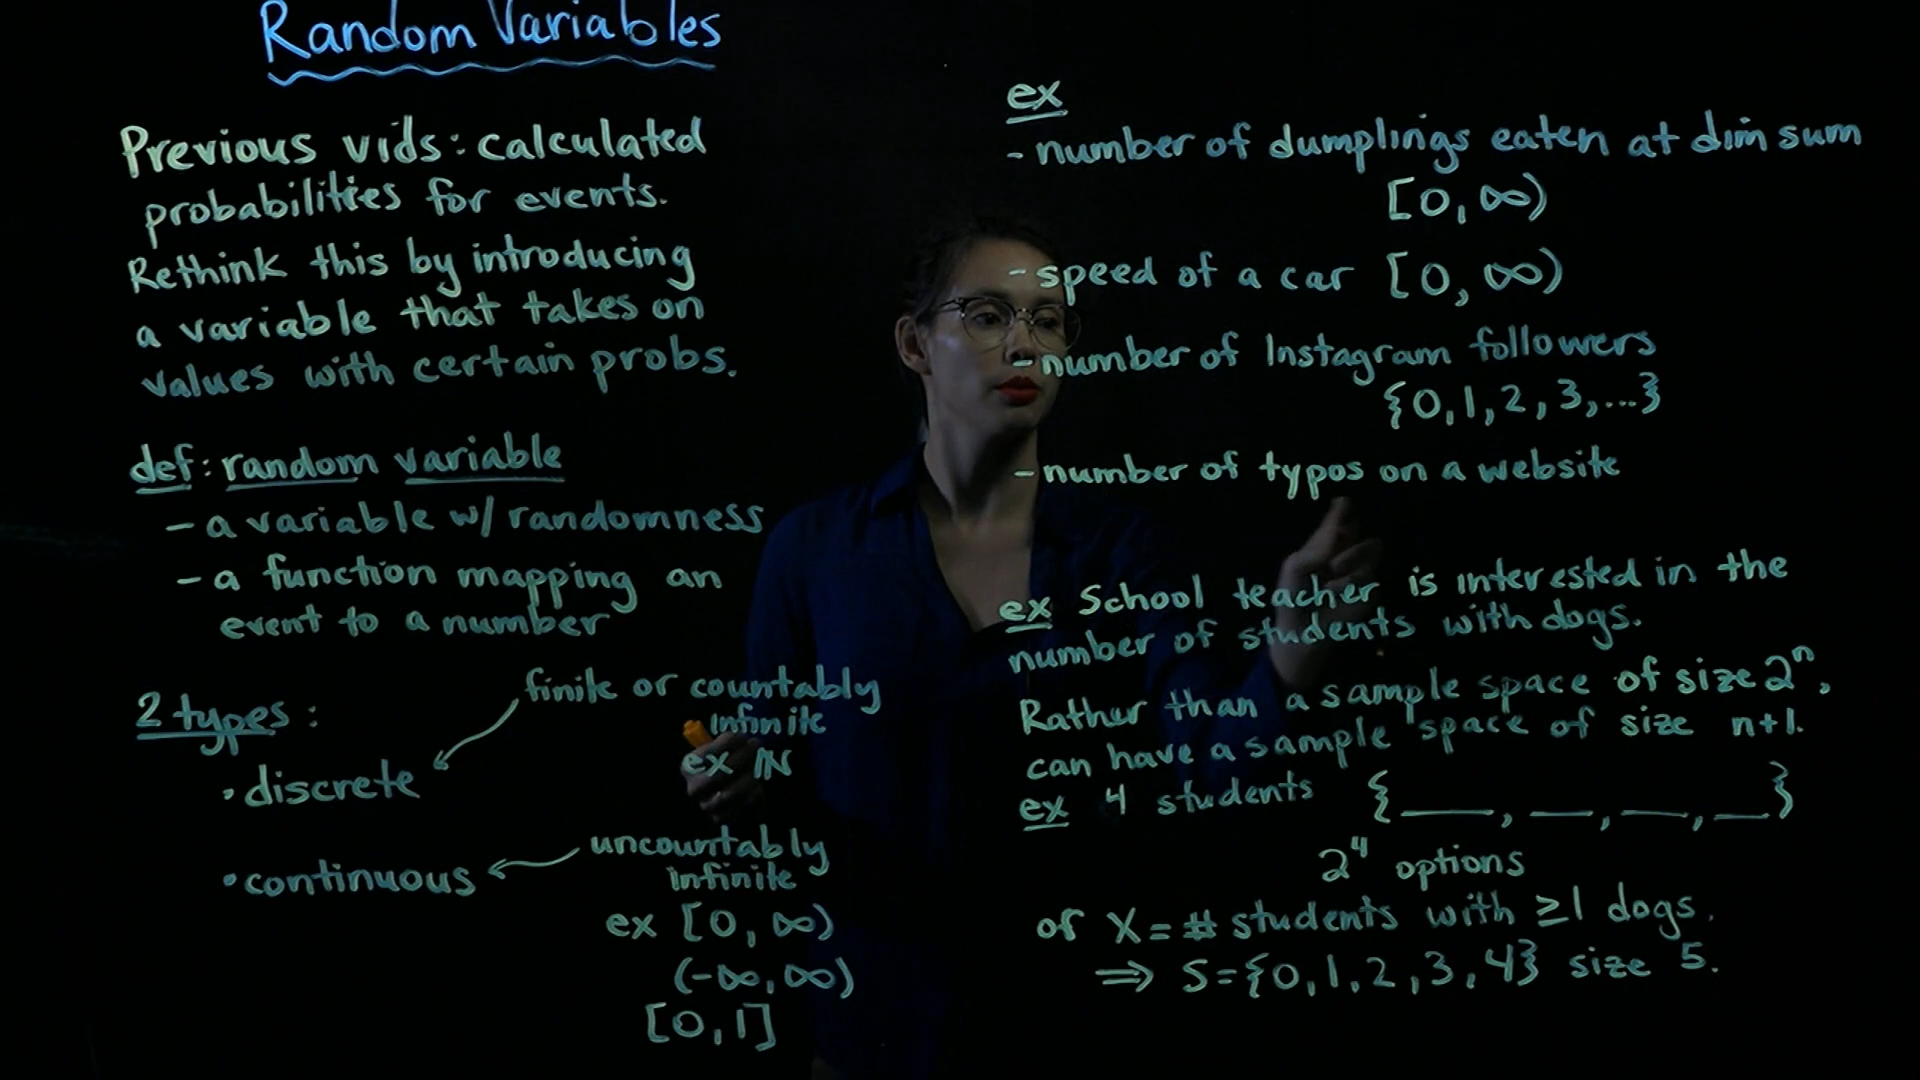 Random Variables
Previous vids: calculated
probabilities for events.
Rethink this by introducing
a variable that takes on
values with certain probs.
def: random variable
- a variable w/ randomness
- a function mapping an
event to a number
2 types:
finite or countably
infinite
ex ℕ
• discrete
uncountably
infinite
• continuous
ex [0, ∞)
(-∞, ∞)
[0, 1]
ex
- number of dumplings eaten at dim sum
[0, ∞)
- speed of a car [0, ∞)
- number of Instagram followers
{0, 1, 2, 3, ...}
- number of typos on a website
ex School teacher is interested in the
number of students with dogs.
Rather than a sample space of size 2ⁿ,
can have a sample space of size n+1.
ex 4 students {___, __, __, __}
2⁴ options
or X = # students with ≥1 dogs.
⇒ S={0, 1, 2, 3, 4} size 5.